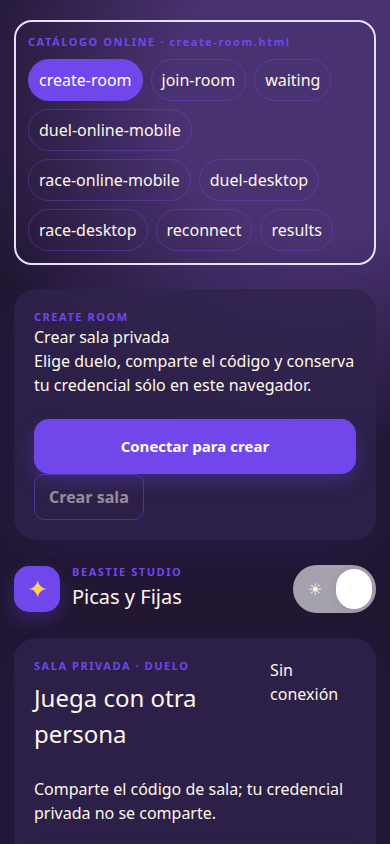 CATÁLOGO ONLINE · create-room.html
create-room join-room waiting
duel-online-mobile
race-online-mobile duel-desktop
race-desktop reconnect results
CREATE ROOM
Crear sala privada
Elige duelo, comparte el código y conserva
tu credencial sólo en este navegador.
Conectar para crear
Crear sala
BEASTIE STUDIO
Picas y Fijas
SALA PRIVADA · DUELO
Sin
conexión
Juega con otra
persona
Comparte el código de sala; tu credencial
privada no se comparte.